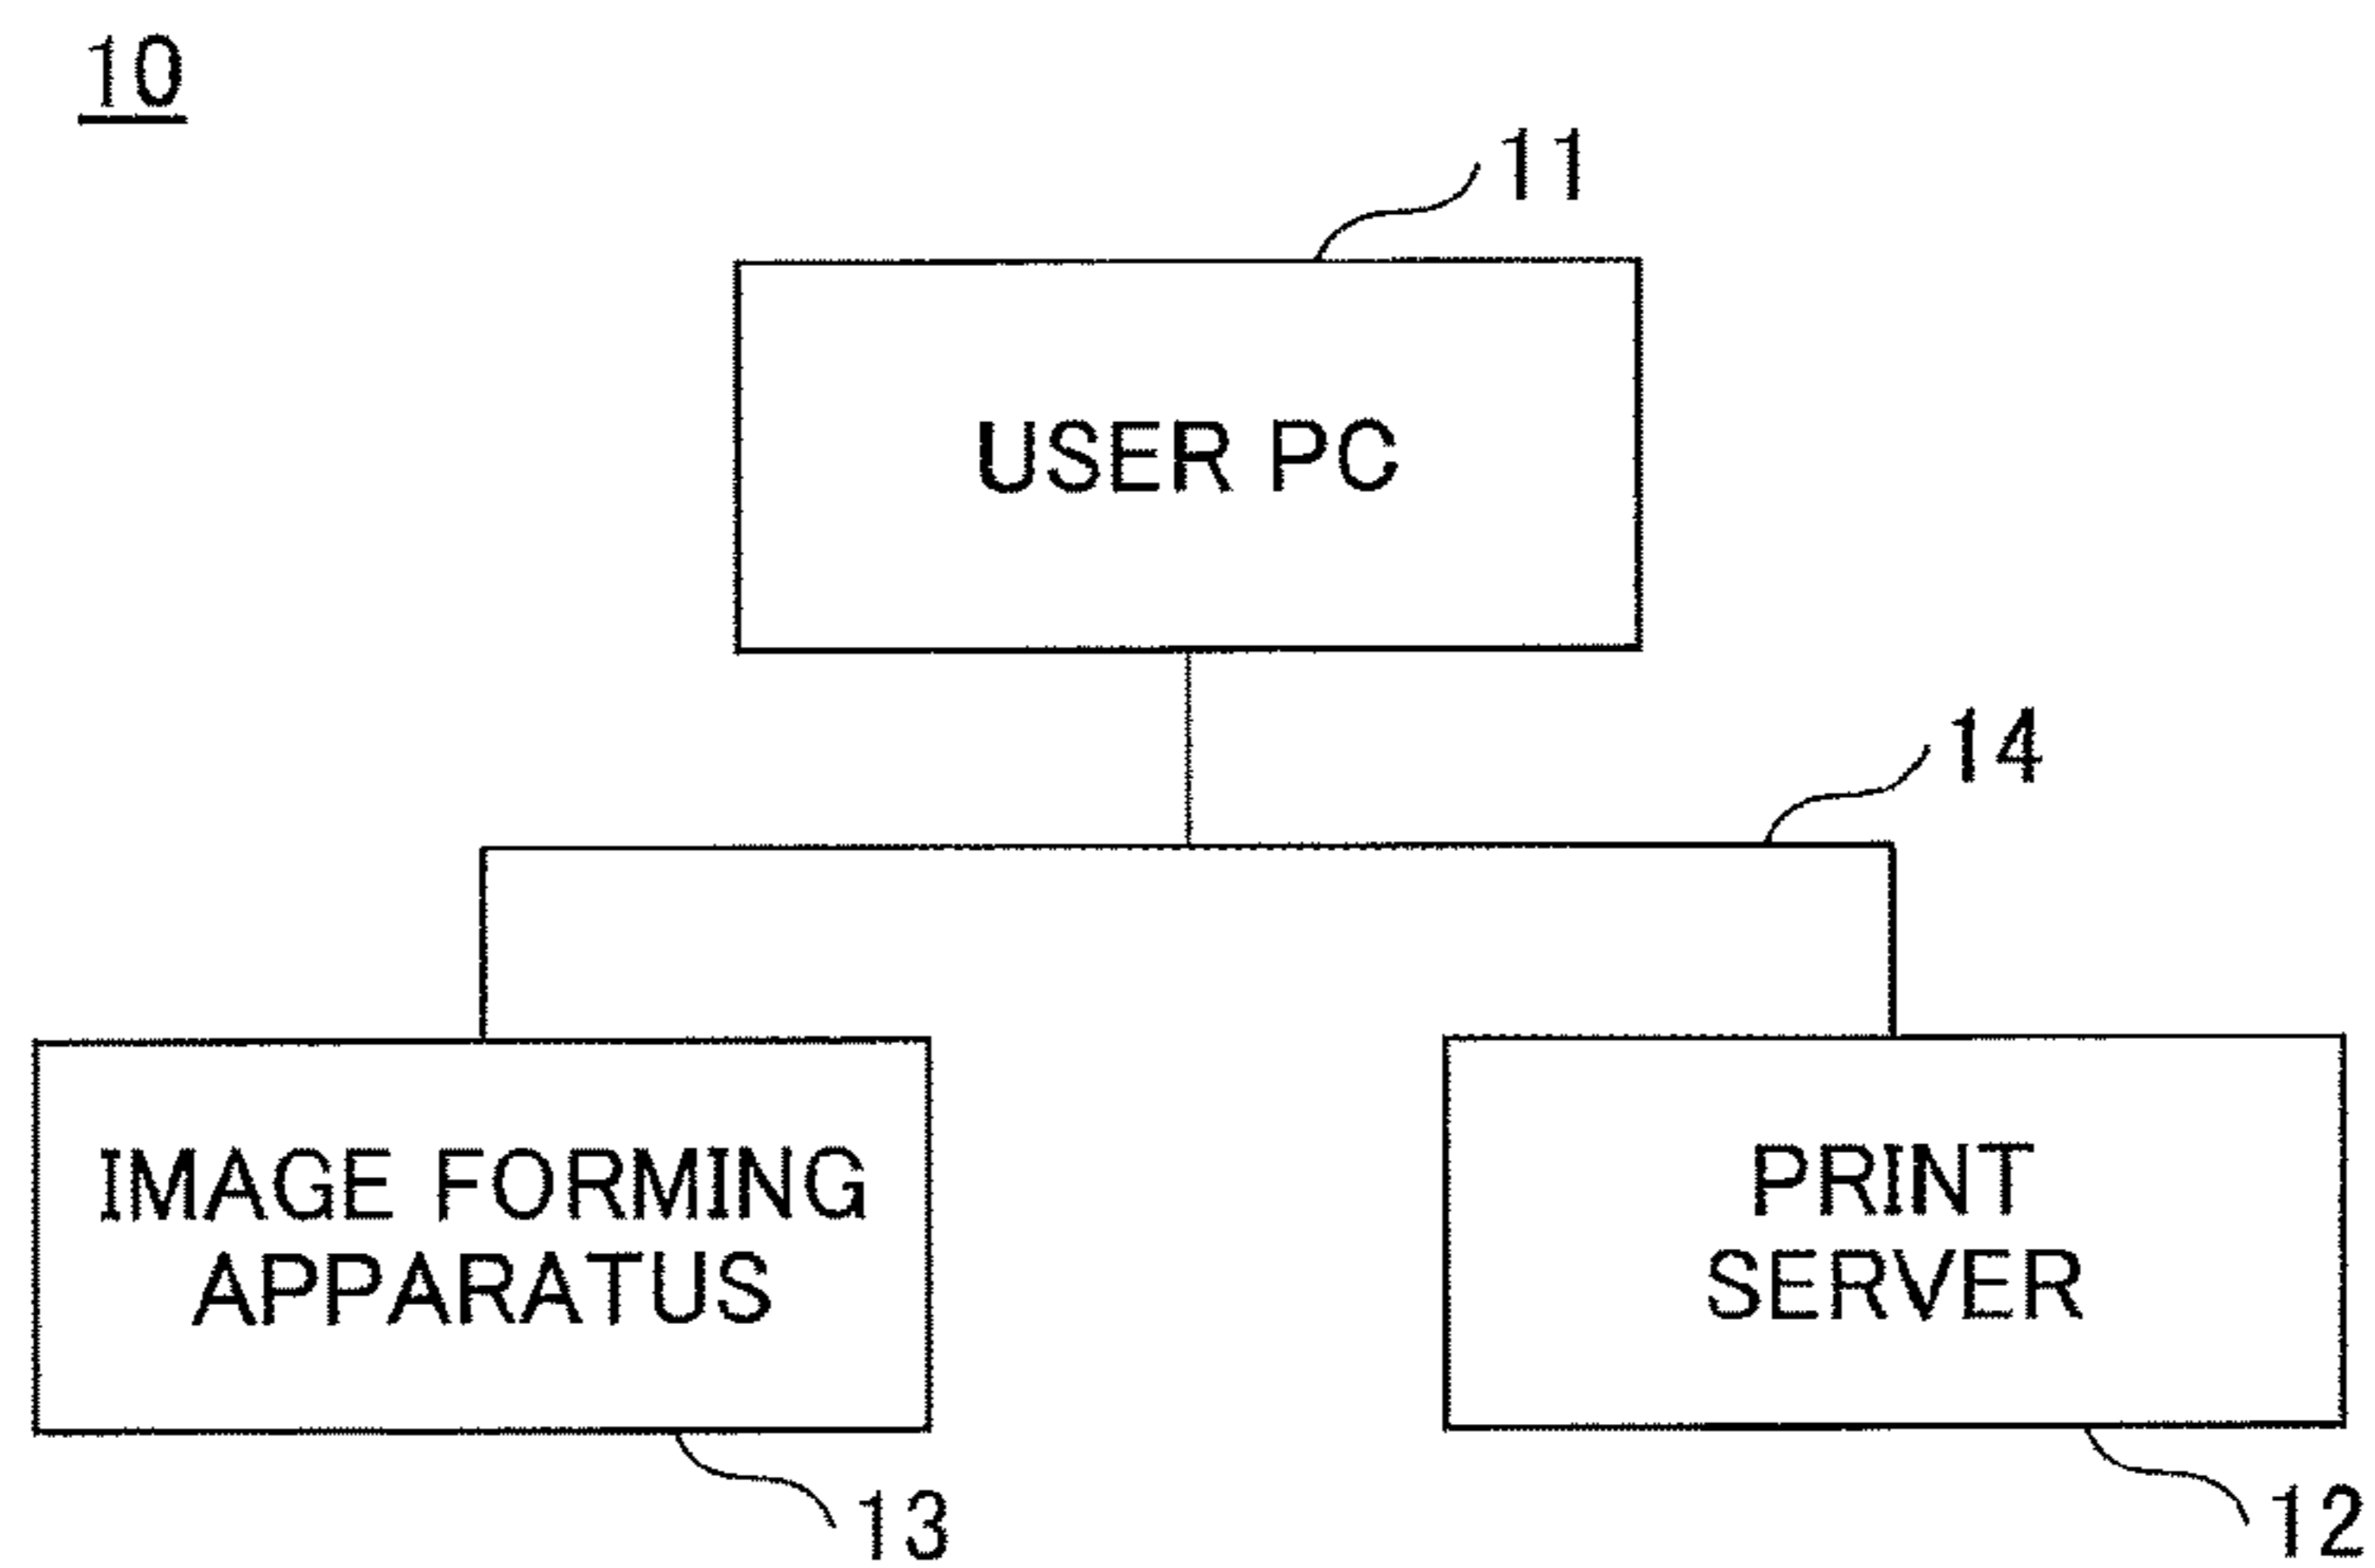 10
11
USER PC
14
IMAGE FORMING
APPARATUS
PRINT
SERVER
13
12